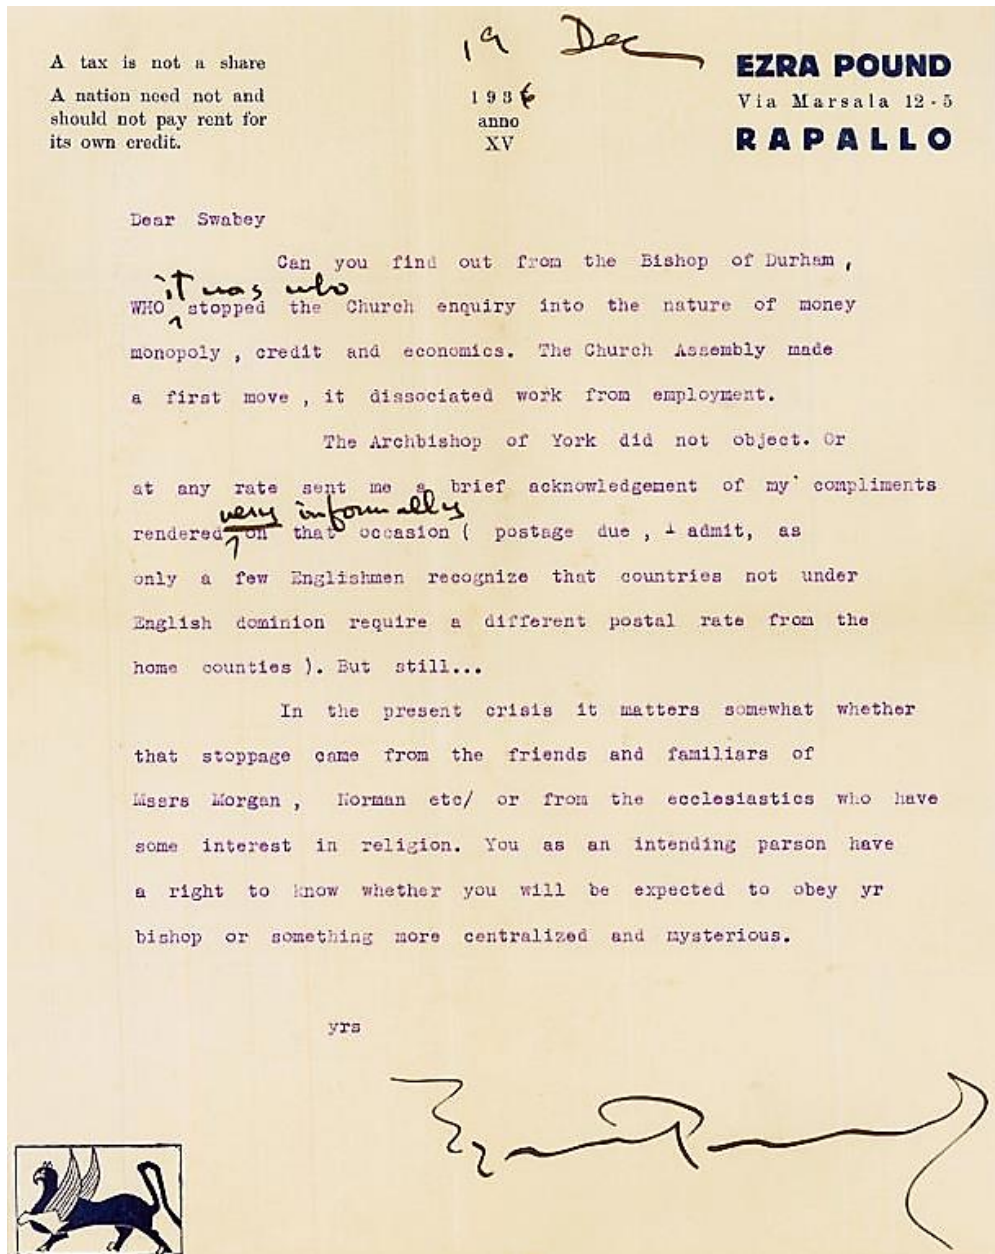 A tax is not a share
A nation need not and
should not pay rent for
its own credit.
19 Dec
1936
anno
XV
EZRA POUND
Via Marsala 12 - 5
RAPALLO
Dear Swabey
Can you find out from the Bishop of Durham ,
it was who
WHO stopped the Church enquiry into the nature of money
monopoly , credit and economics. The Church Assembly made
a first move , it dissociated work from employment.
The Archbishop of York did not object. Or
at any rate sent me a brief acknowledgement of my compliments
very informally
rendered on that occasion ( postage due , I admit, as
only a few Englishmen recognize that countries not under
English dominion require a different postal rate from the
home counties ). But still...
In the present crisis it matters somewhat whether
that stoppage came from the friends and familiars of
Mssrs Morgan , Norman etc/ or from the ecclesiastics who have
some interest in religion. You as an intending parson have
a right to know whether you will be expected to obey yr
bishop or something more centralized and mysterious.
yrs
Ezra Pound